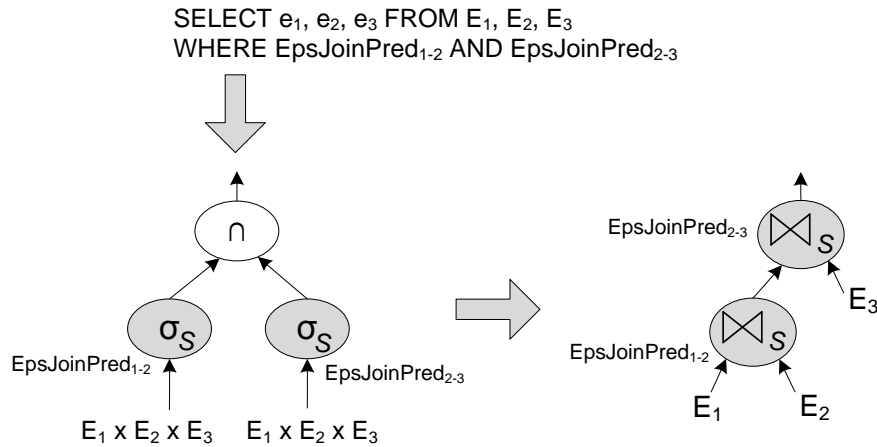 SELECT e₁, e₂, e₃ FROM E₁, E₂, E₃
WHERE EpsJoinPred₁₋₂ AND EpsJoinPred₂₋₃
∩
σS
σS
EpsJoinPred₁₋₂
EpsJoinPred₂₋₃
E₁ x E₂ x E₃
E₁ x E₂ x E₃
EpsJoinPred₂₋₃
⋈S
E₃
EpsJoinPred₁₋₂
⋈S
E₁
E₂